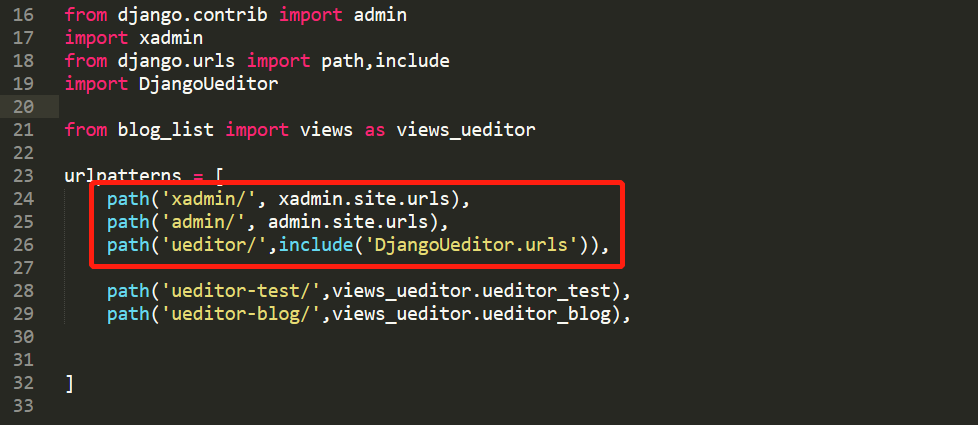 16 from django.contrib import admin
17 import xadmin
18 from django.urls import path,include
19 import DjangoUeditor
20
21 from blog_list import views as views_ueditor
22
23 urlpatterns = [
24     path('xadmin/', xadmin.site.urls),
25     path('admin/', admin.site.urls),
26     path('ueditor/',include('DjangoUeditor.urls')),
27
28     path('ueditor-test/',views_ueditor.ueditor_test),
29     path('ueditor-blog/',views_ueditor.ueditor_blog),
30
31
32 ]
33